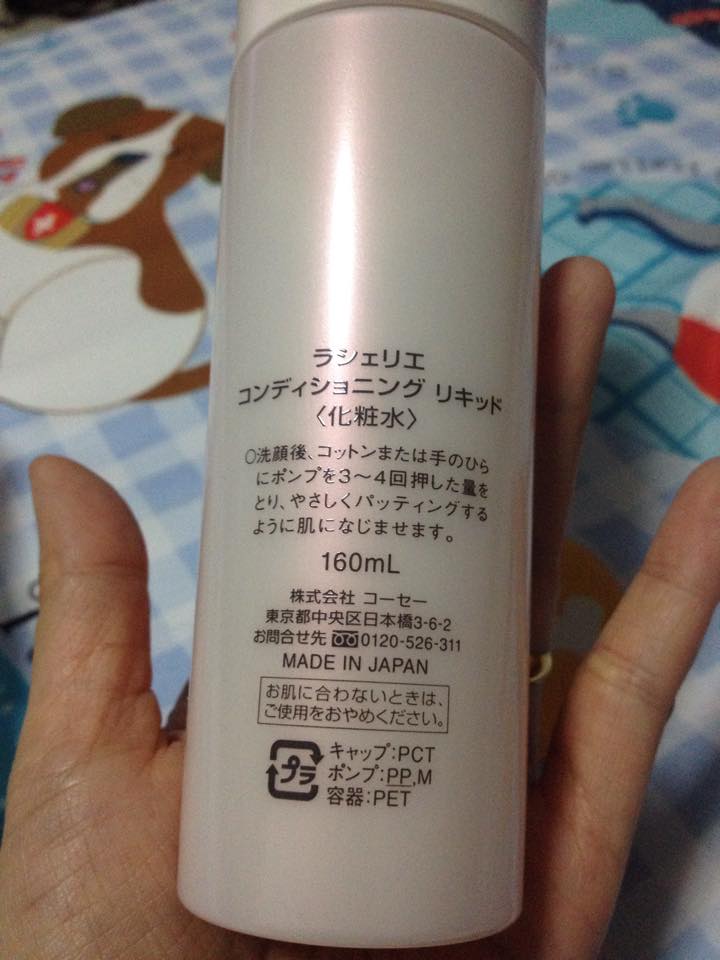 ラシェリエ
コンディショニング リキッド
〈化粧水〉
○洗顔後、コットンまたは手のひら
にポンプを3〜4回押した量を
とり、やさしくパッティングする
ように肌になじませます。
160mL
株式会社 コーセー
東京都中央区日本橋3-6-2
お問合せ先 0120-526-311
MADE IN JAPAN
お肌に合わないときは、
ご使用をおやめください。
プラ
キャップ:PCT
ポンプ:PP,M
容器:PET